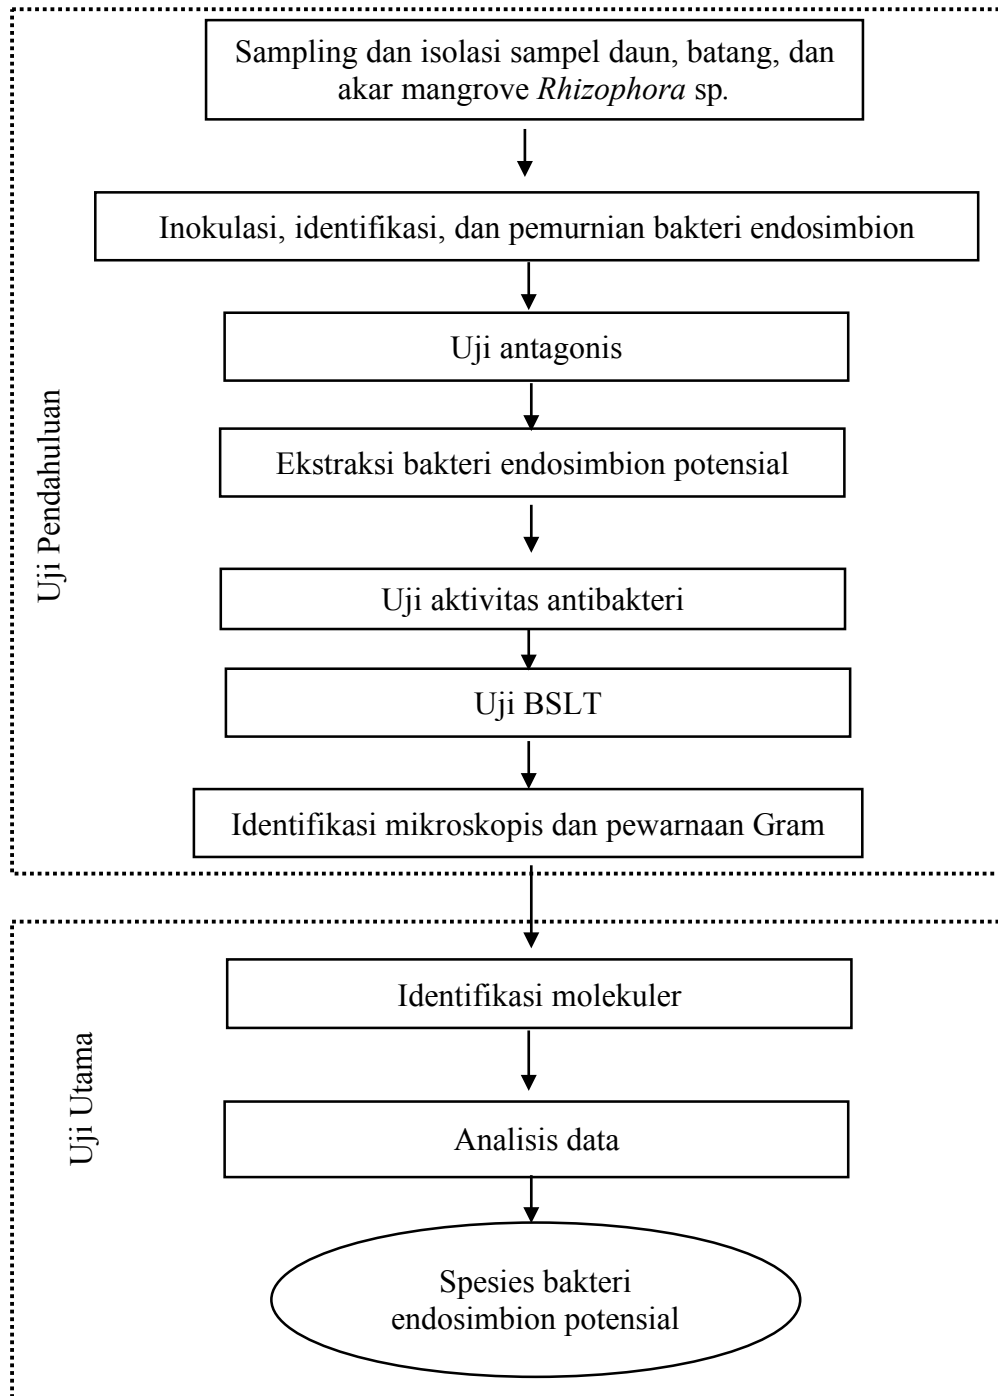 Sampling dan isolasi sampel daun, batang, dan
akar mangrove Rhizophora sp.
Inokulasi, identifikasi, dan pemurnian bakteri endosimbion
Uji antagonis
Ekstraksi bakteri endosimbion potensial
Uji aktivitas antibakteri
Uji BSLT
Identifikasi mikroskopis dan pewarnaan Gram
Uji Pendahuluan
Identifikasi molekuler
Analisis data
Spesies bakteri
endosimbion potensial
Uji Utama